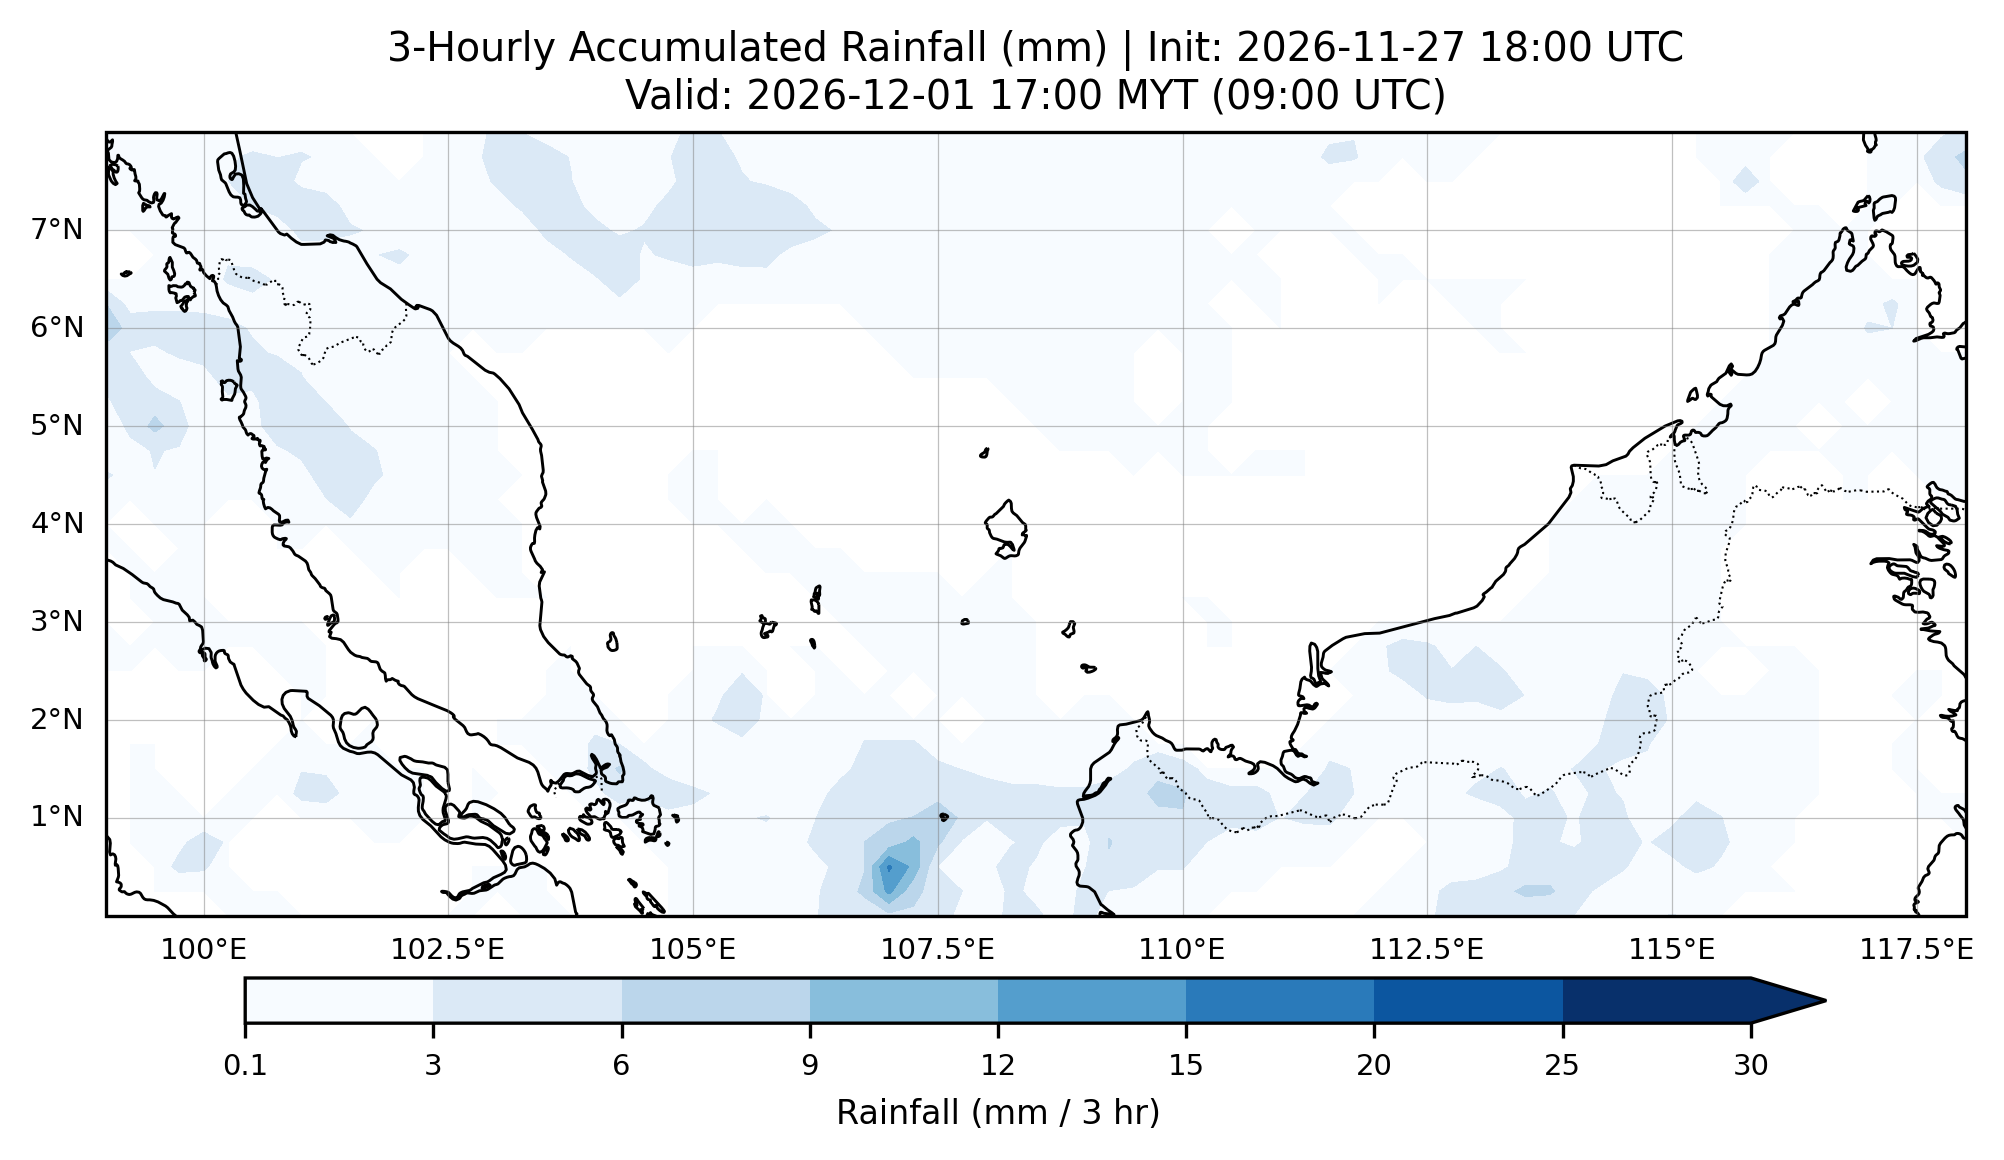 3-Hourly Accumulated Rainfall (mm) | Init: 2026-11-27 18:00 UTC
Valid: 2026-12-01 17:00 MYT (09:00 UTC)
7°N
6°N
5°N
4°N
3°N
2°N
1°N
100°E 102.5°E 105°E 107.5°E 110°E 112.5°E 115°E 117.5°E
0.1 3 6 9 12 15 20 25 30
Rainfall (mm / 3 hr)